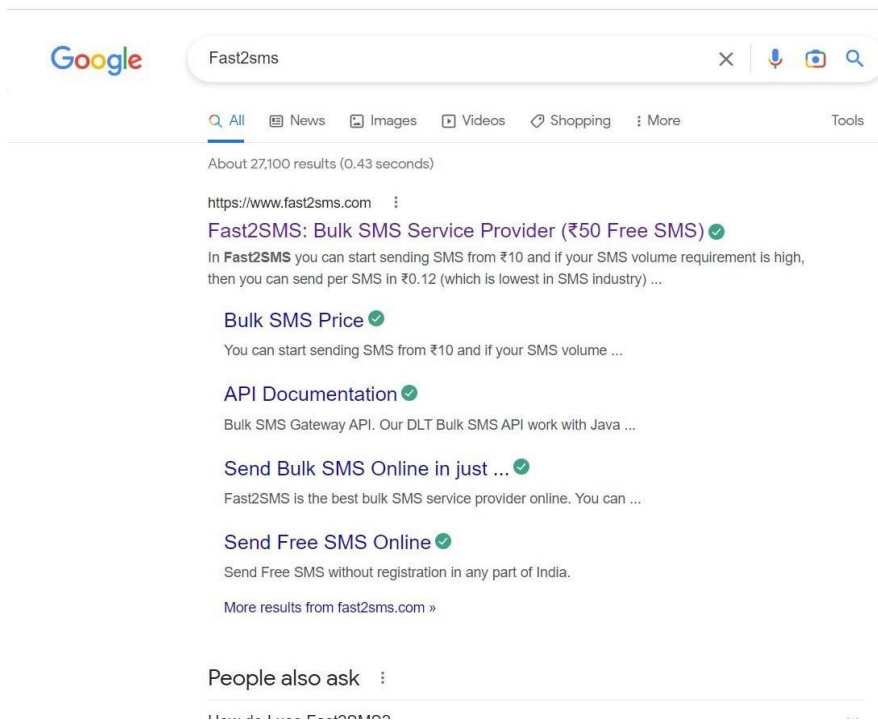 Google
Fast2sms
All News Images Videos Shopping More Tools
About 27,100 results (0.43 seconds)
https://www.fast2sms.com
Fast2SMS: Bulk SMS Service Provider (₹50 Free SMS)
In Fast2SMS you can start sending SMS from ₹10 and if your SMS volume requirement is high,
then you can send per SMS in ₹0.12 (which is lowest in SMS industry) ...
Bulk SMS Price
You can start sending SMS from ₹10 and if your SMS volume ...
API Documentation
Bulk SMS Gateway API. Our DLT Bulk SMS API work with Java ...
Send Bulk SMS Online in just ...
Fast2SMS is the best bulk SMS service provider online. You can ...
Send Free SMS Online
Send Free SMS without registration in any part of India.
More results from fast2sms.com »
People also ask
How do I use Fast2SMS?